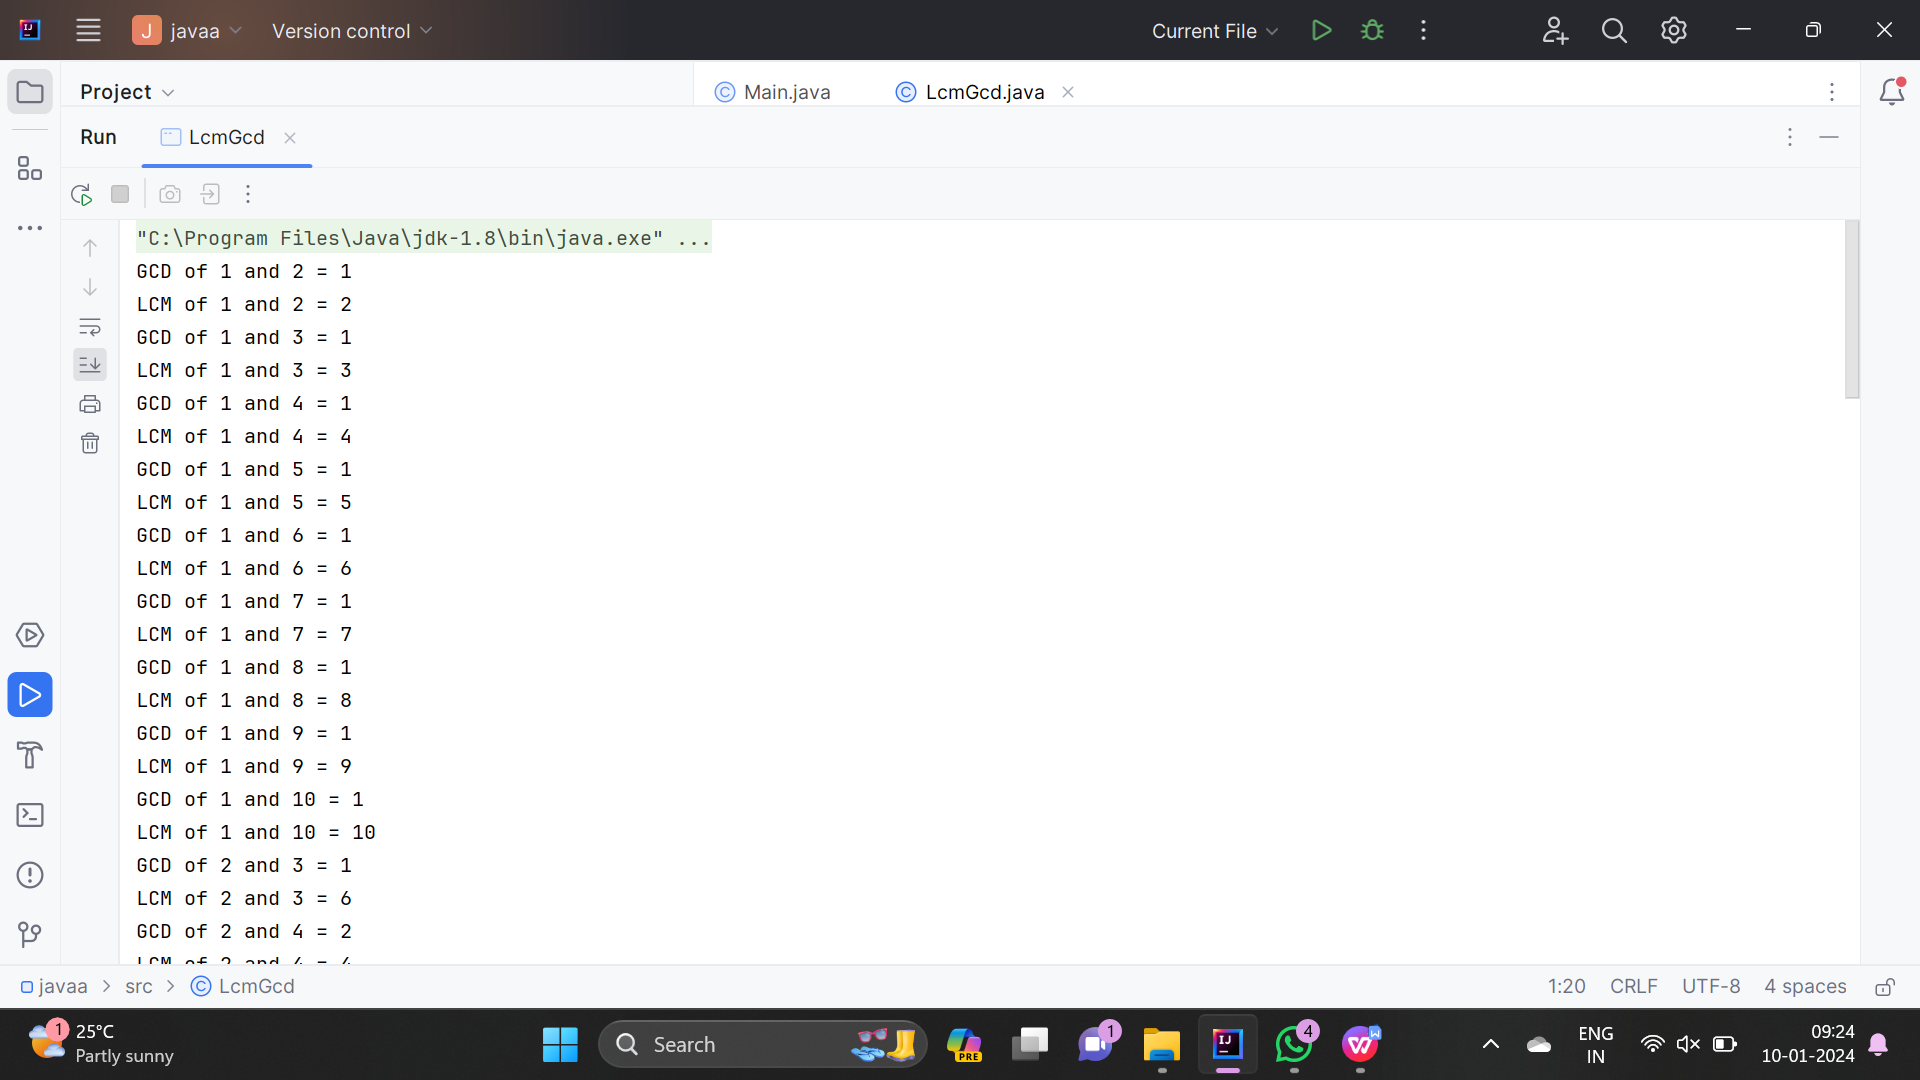 J javaa Version control Current File
Project Main.java LcmGcd.java
Run LcmGcd
"C:\Program Files\Java\jdk-1.8\bin\java.exe" ...
GCD of 1 and 2 = 1
LCM of 1 and 2 = 2
GCD of 1 and 3 = 1
LCM of 1 and 3 = 3
GCD of 1 and 4 = 1
LCM of 1 and 4 = 4
GCD of 1 and 5 = 1
LCM of 1 and 5 = 5
GCD of 1 and 6 = 1
LCM of 1 and 6 = 6
GCD of 1 and 7 = 1
LCM of 1 and 7 = 7
GCD of 1 and 8 = 1
LCM of 1 and 8 = 8
GCD of 1 and 9 = 1
LCM of 1 and 9 = 9
GCD of 1 and 10 = 1
LCM of 1 and 10 = 10
GCD of 2 and 3 = 1
LCM of 2 and 3 = 6
GCD of 2 and 4 = 2
LCM of 2 and 4 = 4
javaa > src > LcmGcd 1:20 CRLF UTF-8 4 spaces
1 25°C
Partly sunny
Search
PRE
1
IJ
4
W
ENG
IN
09:24
10-01-2024